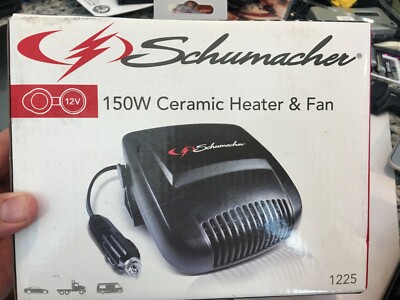 Schumacher®
12V
150W Ceramic Heater & Fan
Schumacher
1225